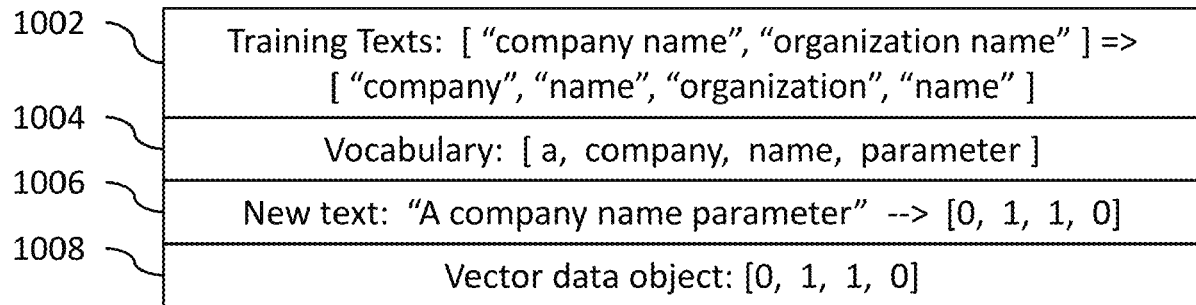 1002
Training Texts: [ “company name”, “organization name” ] =>
[ “company”, “name”, “organization”, “name” ]
1004
Vocabulary: [ a, company, name, parameter ]
1006
New text: “A company name parameter” --> [0, 1, 1, 0]
1008
Vector data object: [0, 1, 1, 0]